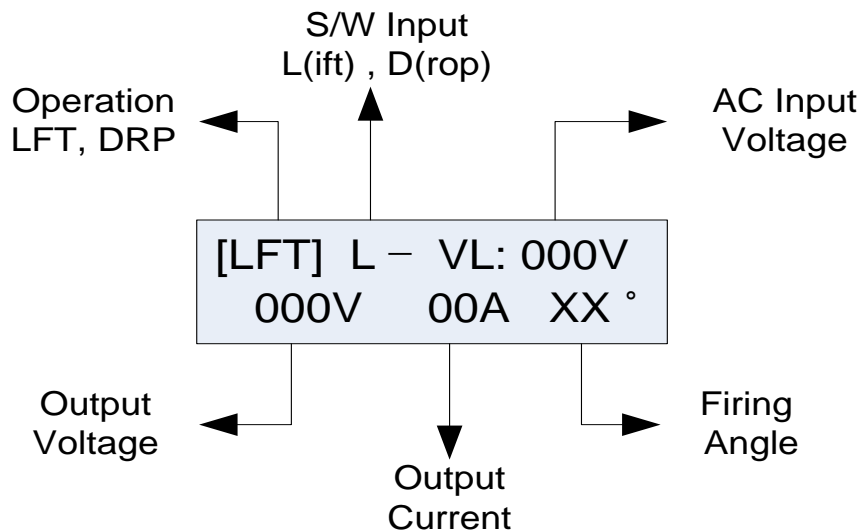 S/W Input
L(ift) , D(rop)
Operation
LFT, DRP
AC Input
Voltage
[LFT] L – VL: 000V
000V 00A XX °
Output
Voltage
Output
Current
Firing
Angle